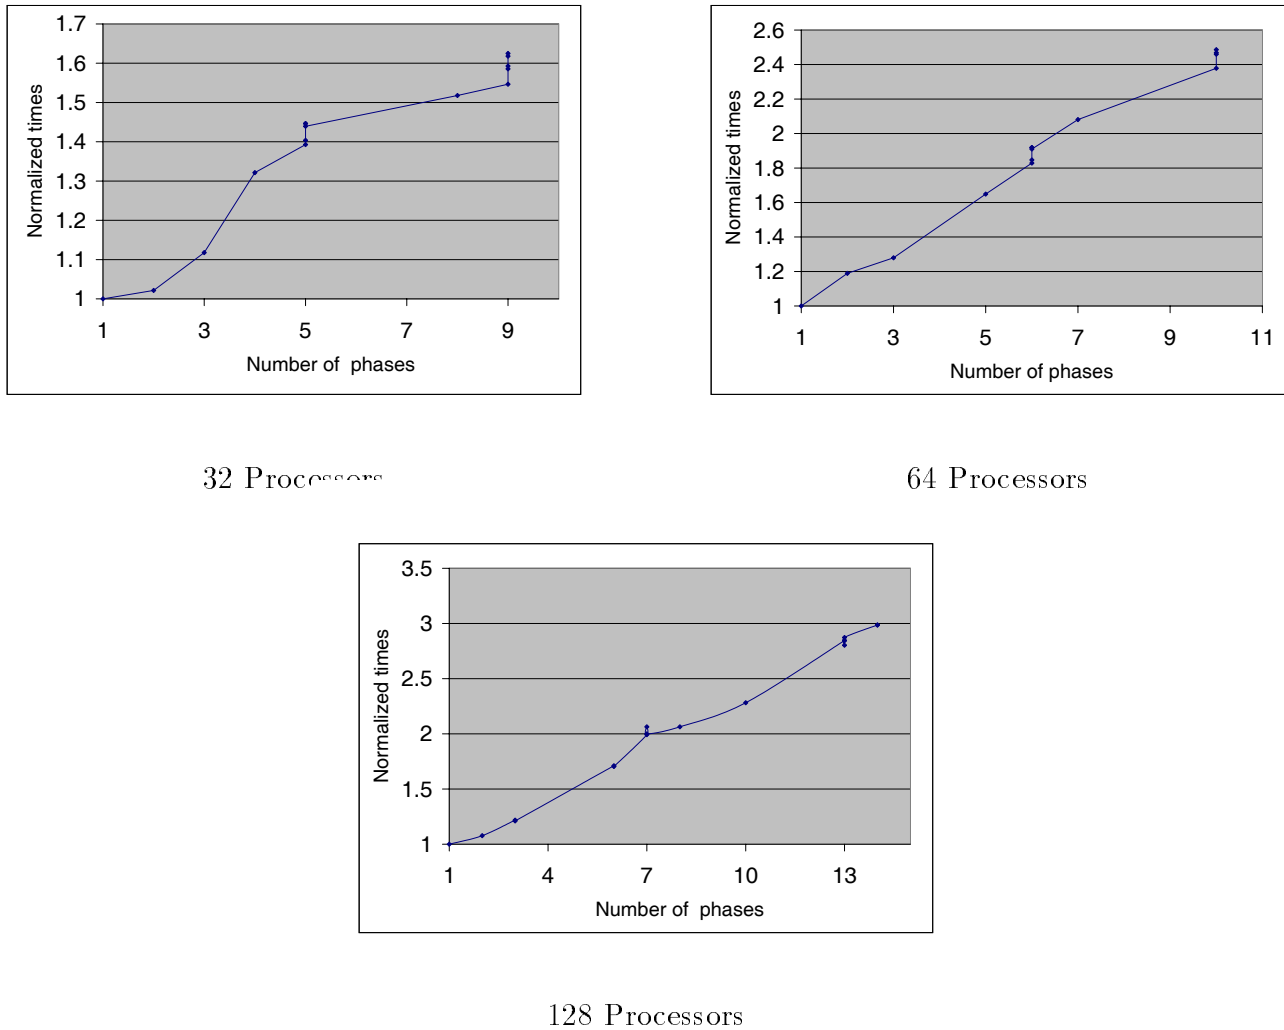 1.7
1.6
1.5
1.4
1.3
1.2
1.1
1
Normalized times
1 3 5 7 9
Number of phases
32 Processors
2.6
2.4
2.2
2
1.8
1.6
1.4
1.2
1
Normalized times
1 3 5 7 9 11
Number of phases
64 Processors
3.5
3
2.5
2
1.5
1
Normalized times
1 4 7 10 13
Number of phases
128 Processors